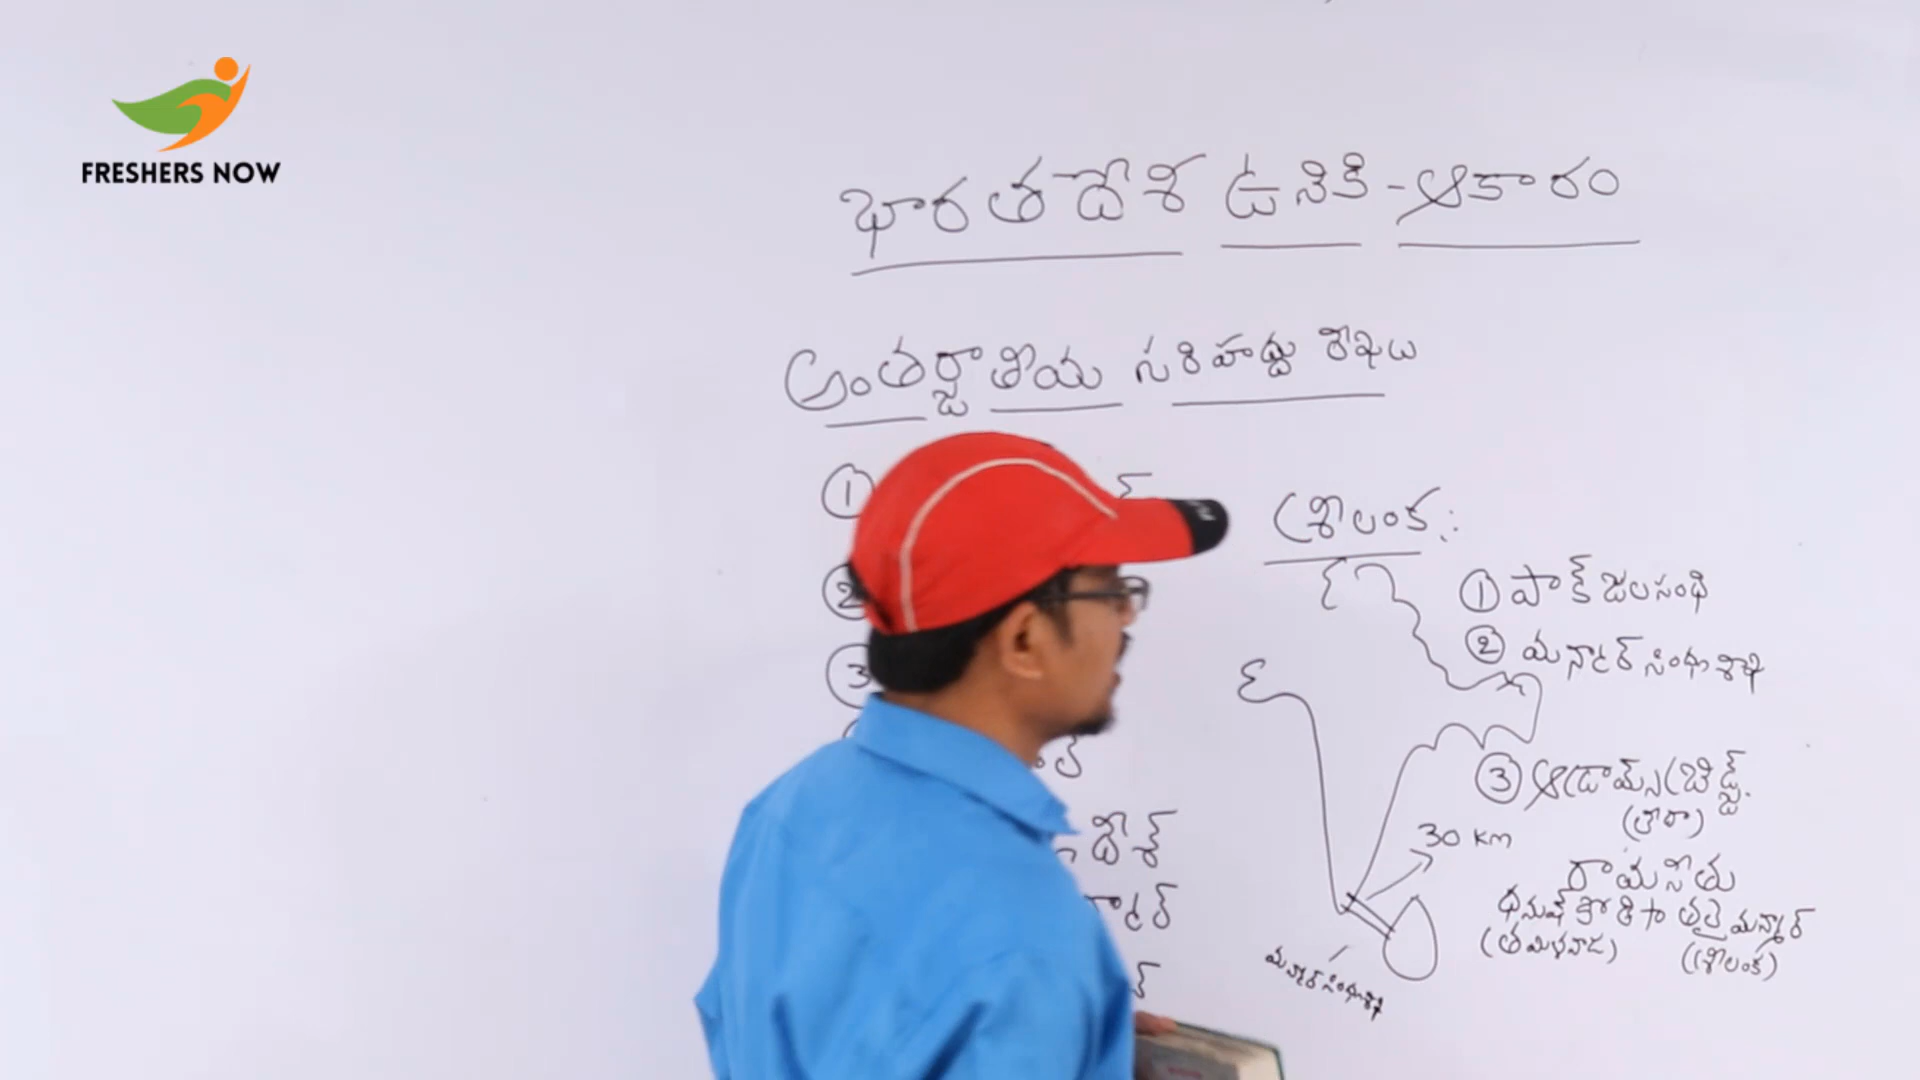 FRESHERS NOW
భారతదేశ ఉనికి - ఆకారం
అంతర్జాతీయ సరిహద్దు రేఖలు
①
②
③
శ్రీలంక :
① పాక్ జలసంధి
② మన్నార్ సింధుశాఖ
③ ఆడామ్స్ బ్రిడ్జ్.
30 Km
రామసేతు
ధనుష్ కోడి to తలైమన్నార్
(తమిళనాడు) (శ్రీలంక)
మన్నార్ సింధుశాఖ